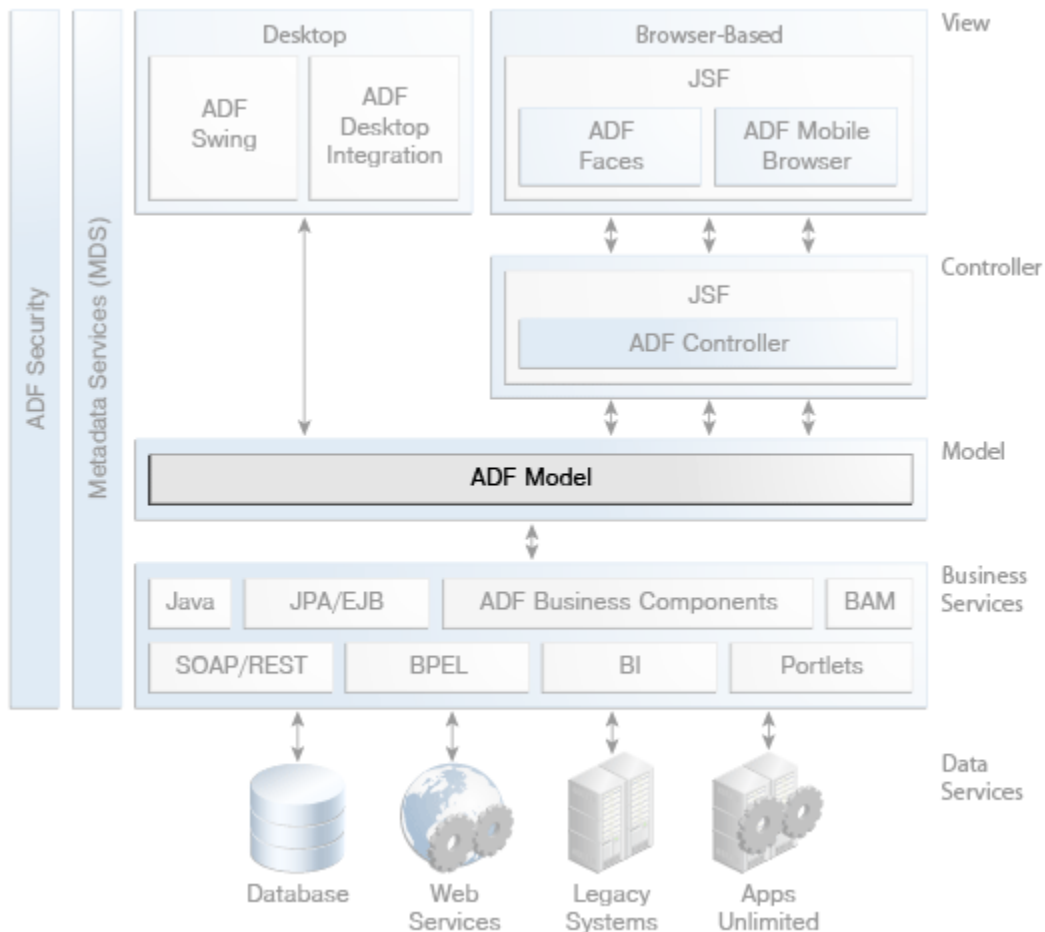 ADF Security
Metadata Services (MDS)
Desktop
ADF
Swing
ADF
Desktop
Integration
Browser-Based
JSF
ADF
Faces
ADF Mobile
Browser
View
JSF
ADF Controller
Controller
ADF Model
Model
Java
JPA/EJB
ADF Business Components
BAM
SOAP/REST
BPEL
BI
Portlets
Business
Services
Database
Web
Services
Legacy
Systems
Apps
Unlimited
Data
Services